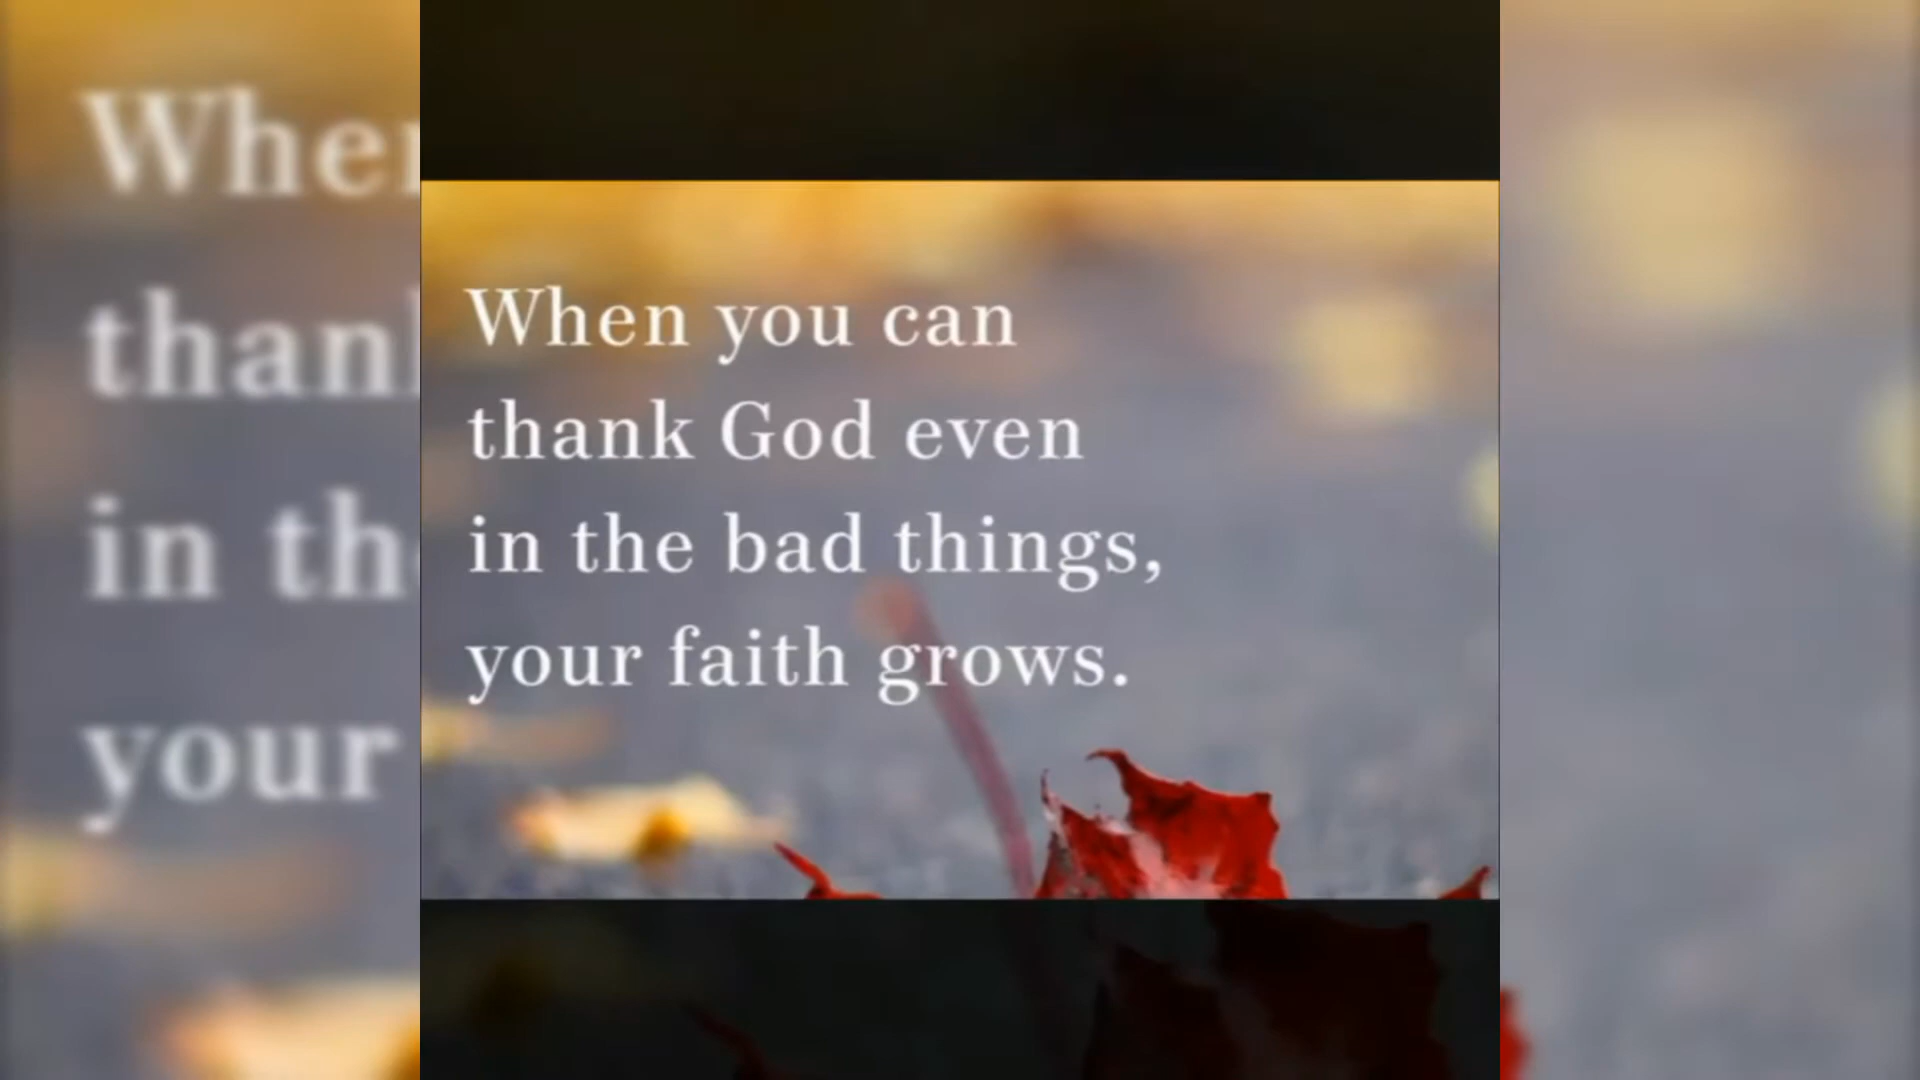 When you can
thank God even
in the bad things,
your faith grows.